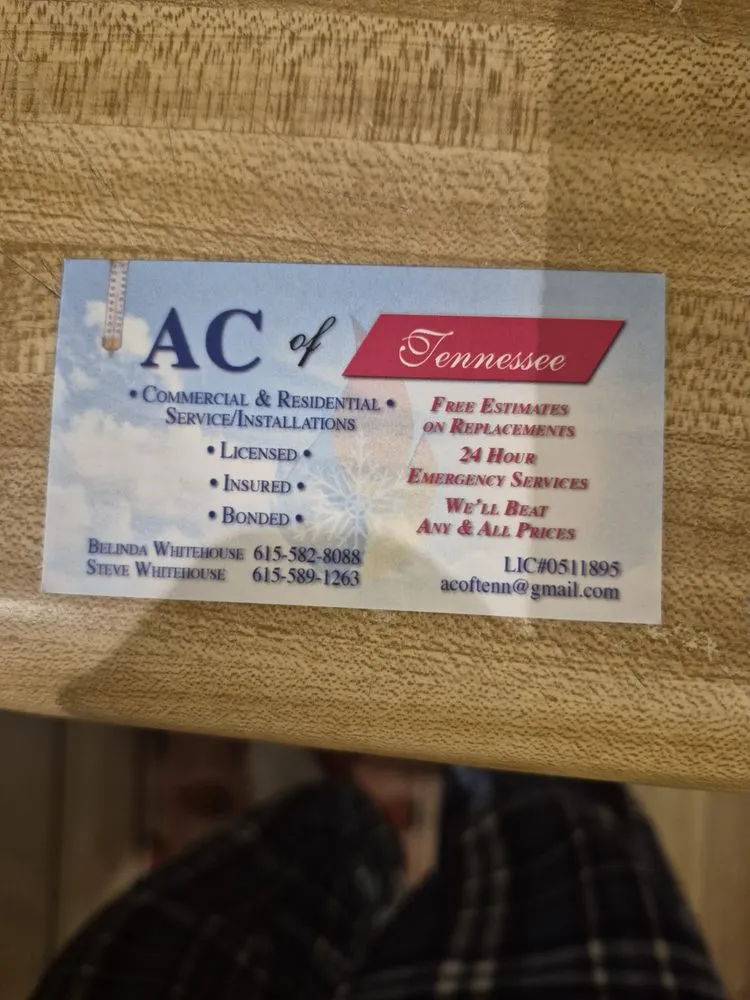 AC of Tennessee
• Commercial & Residential •
Service/Installations
• Licensed •
• Insured •
• Bonded •
Belinda Whitehouse 615-582-8088
Steve Whitehouse 615-589-1263
Free Estimates
on Replacements
24 Hour
Emergency Services
We'll Beat
Any & All Prices
LIC#0511895
acoftenn@gmail.com